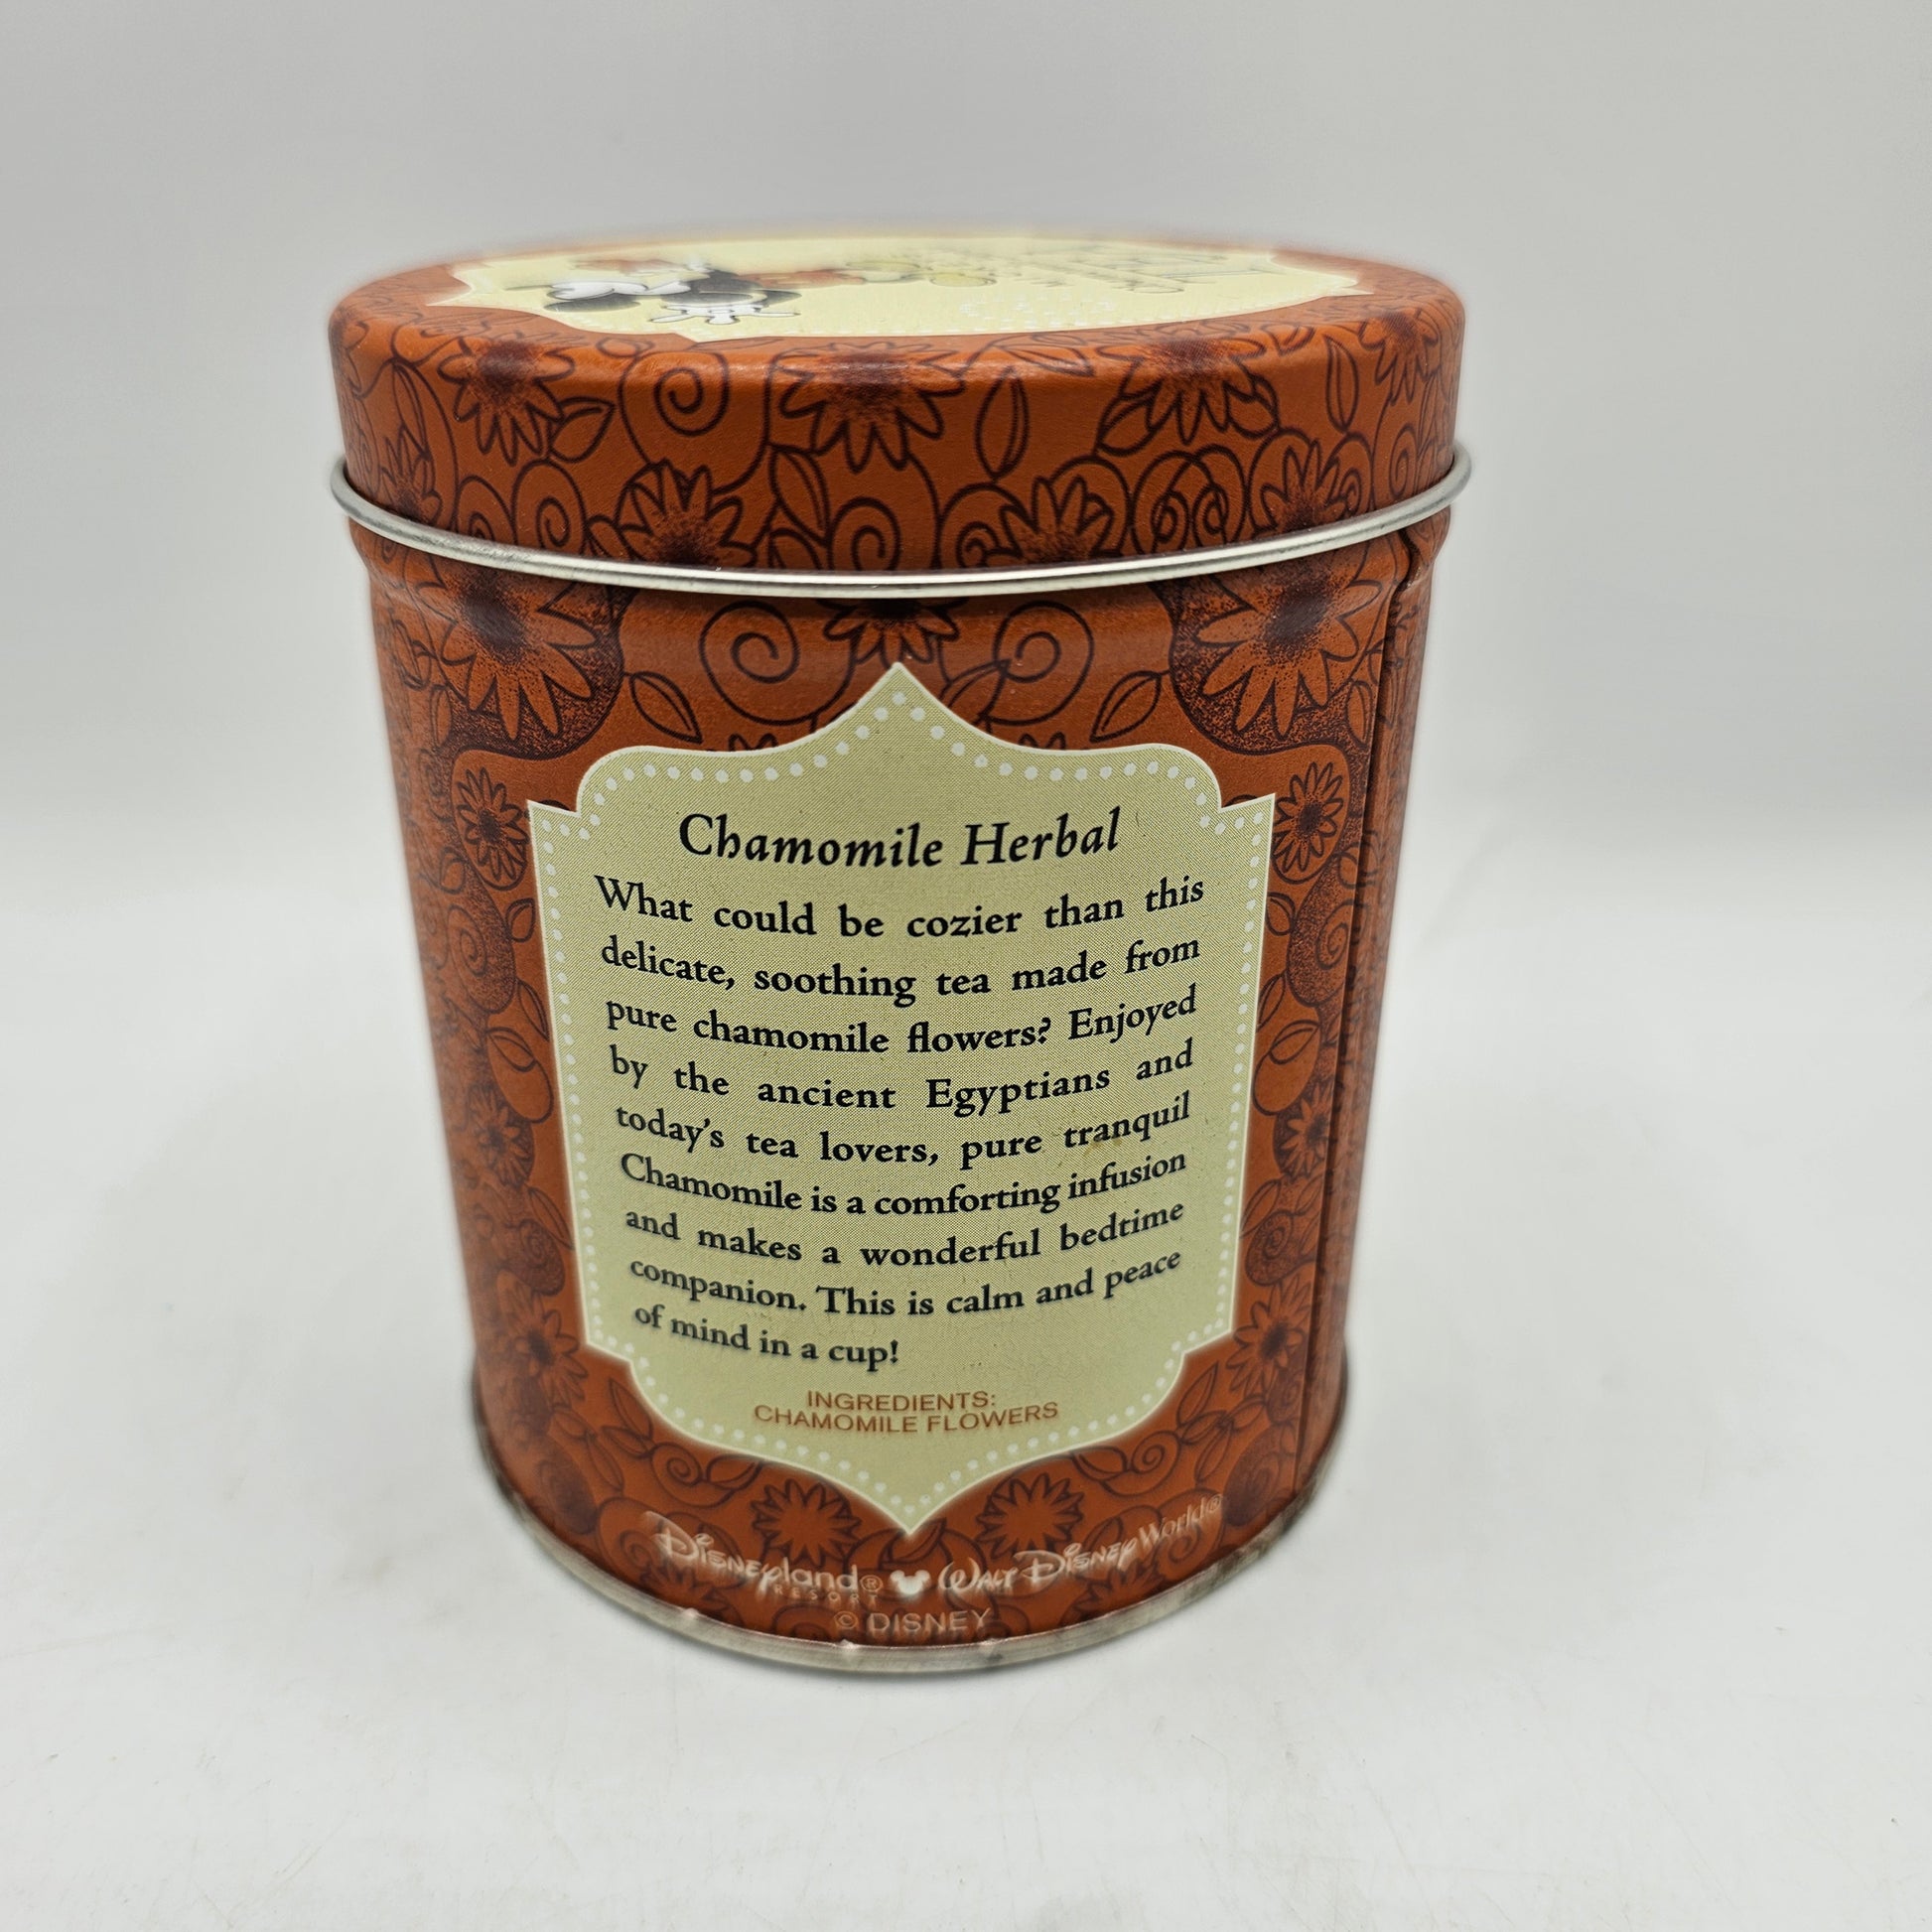 Chamomile Herbal
What could be cozier than this
delicate, soothing tea made from
pure chamomile flowers? Enjoyed
by the ancient Egyptians and
today's tea lovers, pure tranquil
Chamomile is a comforting infusion
and makes a wonderful bedtime
companion. This is calm and peace
of mind in a cup!
INGREDIENTS:
CHAMOMILE FLOWERS
Disneyland® Walt Disney World®
RESORT
© DISNEY